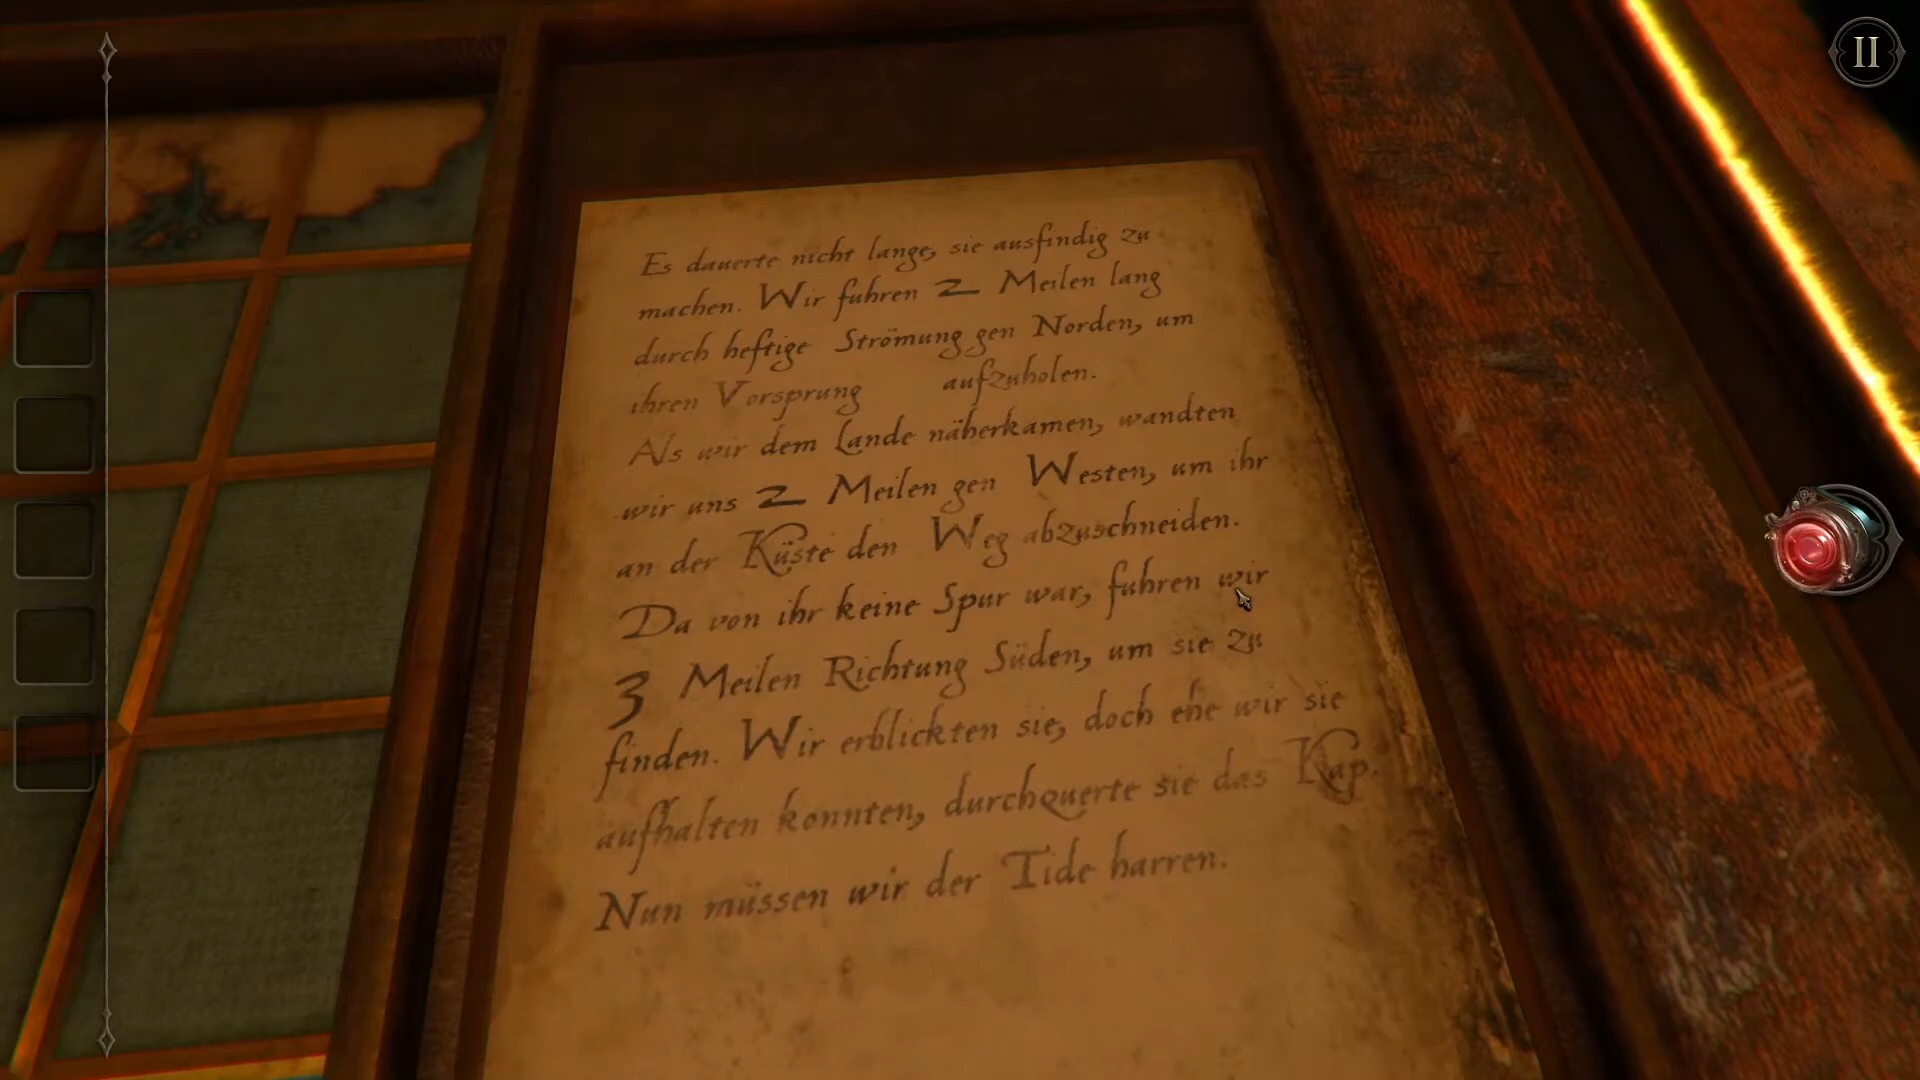 Es dauerte nicht lange, sie ausfindig zu
machen. Wir fuhren 2 Meilen lang
durch heftige Strömung gen Norden, um
ihren Vorsprung aufzuholen.
Als wir dem Lande näherkamen, wandten
wir uns 2 Meilen gen Westen, um ihr
an der Küste den Weg abzuschneiden.
Da von ihr keine Spur war, fuhren wir
3 Meilen Richtung Süden, um sie zu
finden. Wir erblickten sie, doch ehe wir sie
aufhalten konnten, durchquerte sie das Kap.
Nun müssen wir der Tide harren.